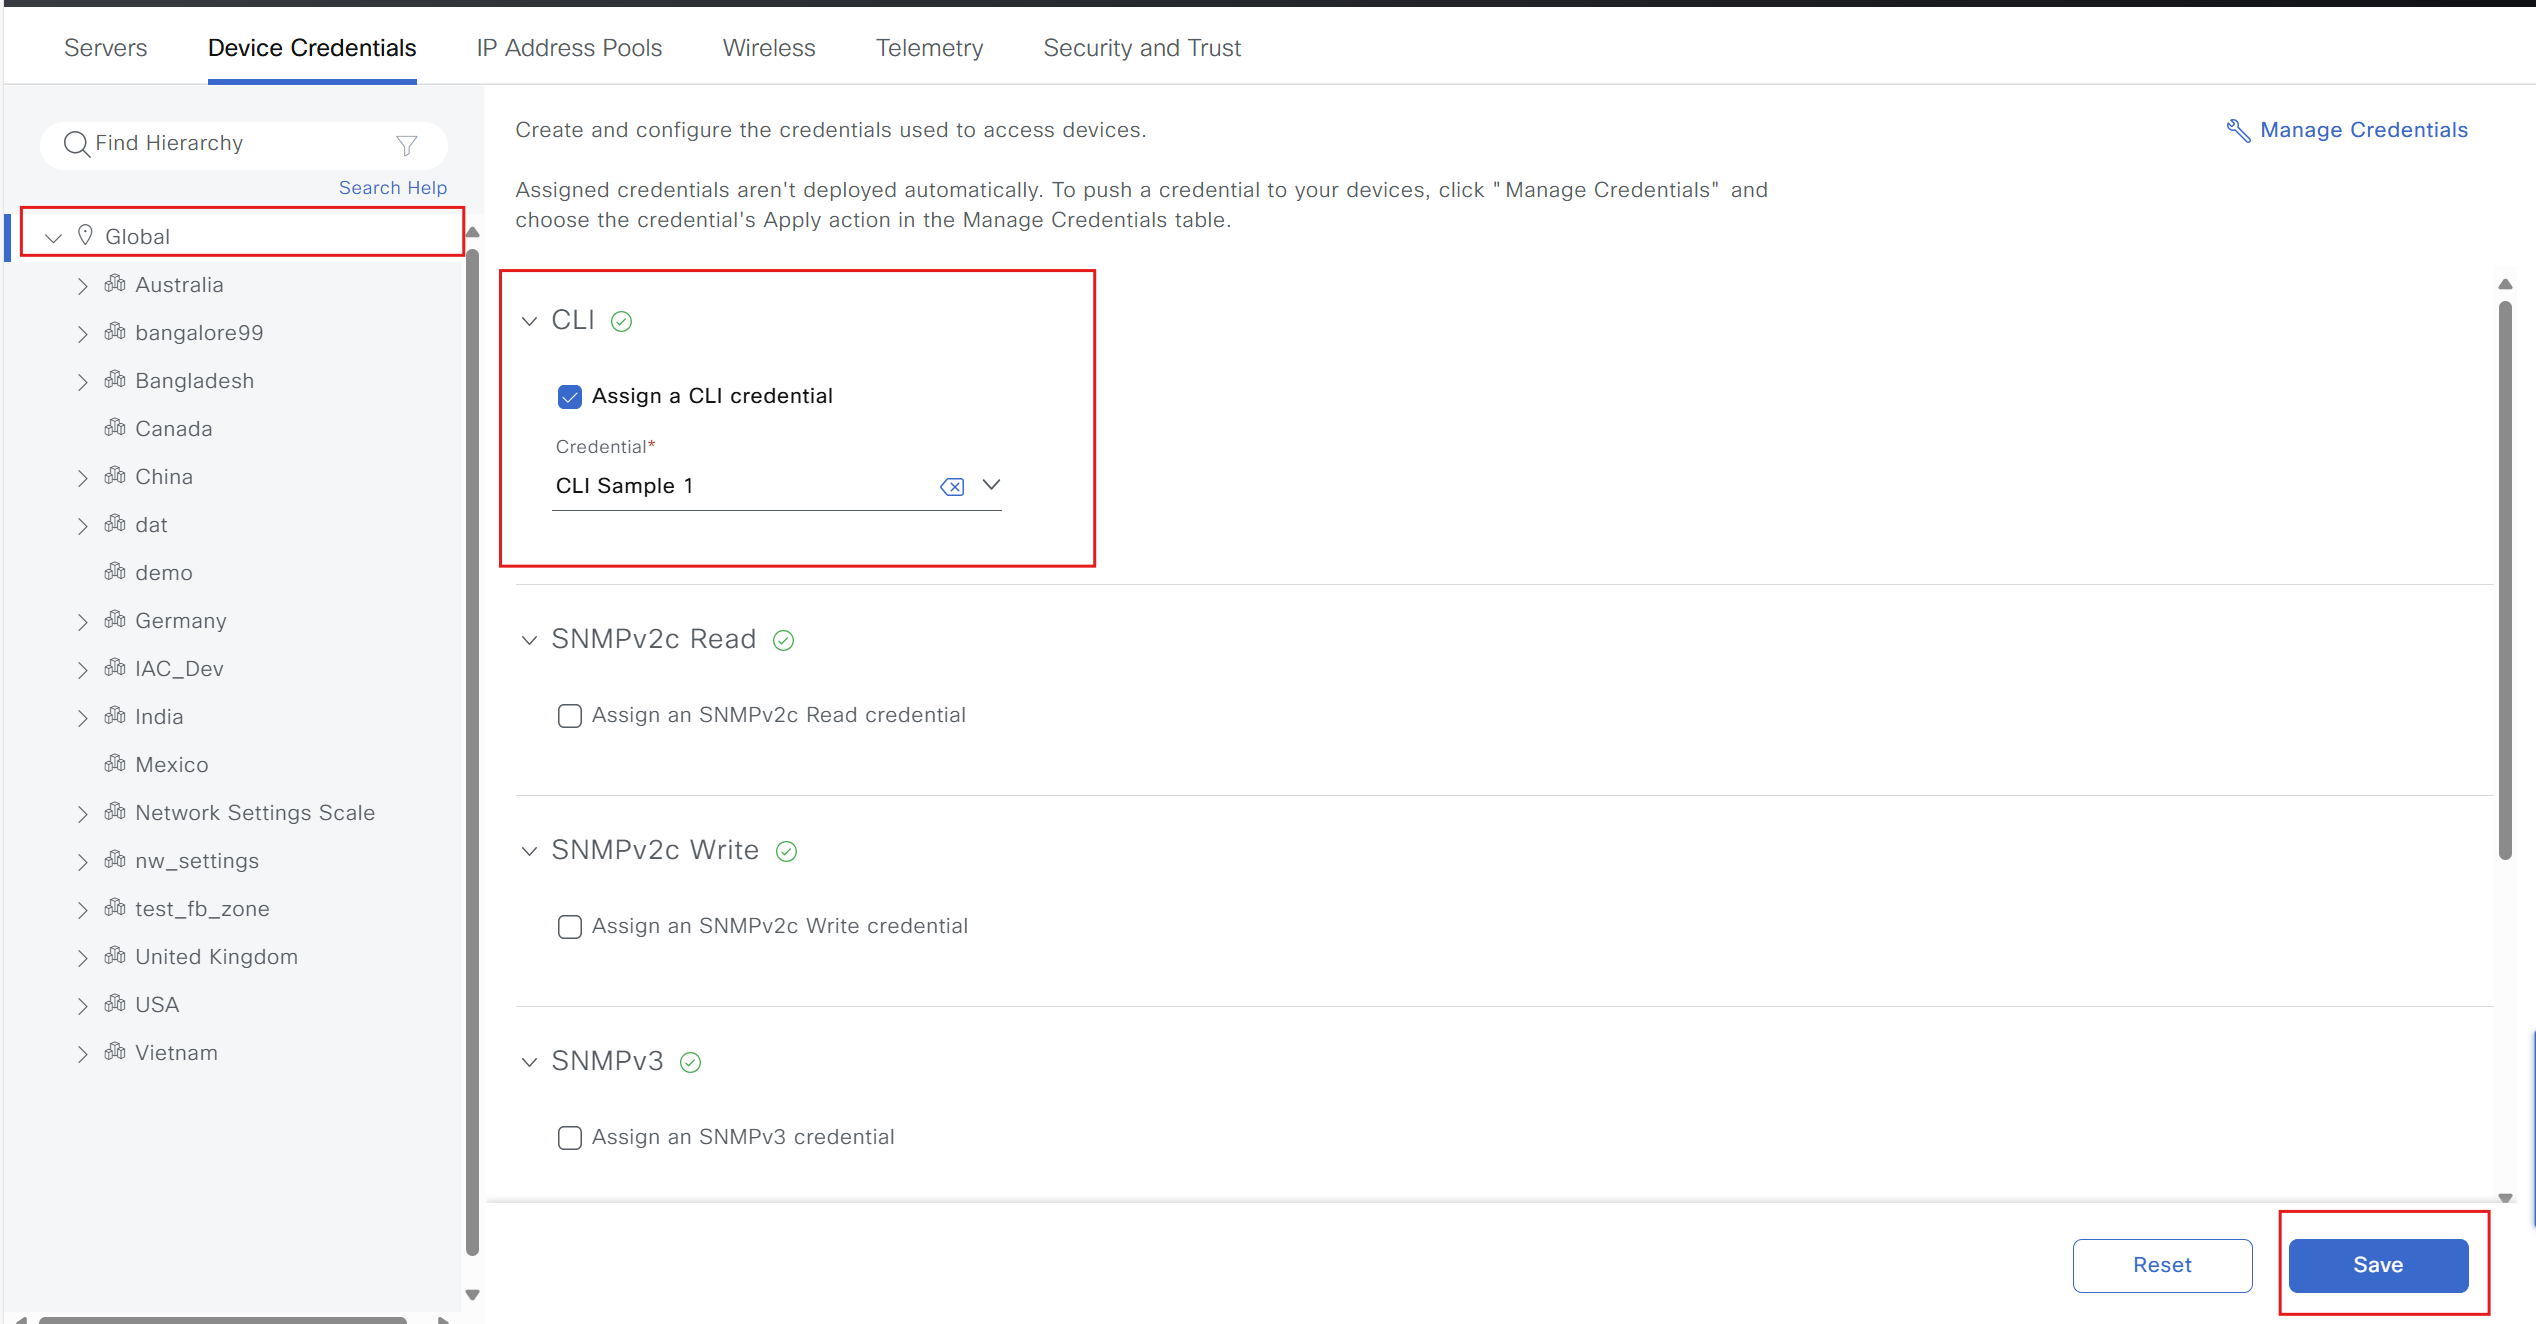 Servers Device Credentials IP Address Pools Wireless Telemetry Security and Trust
Find Hierarchy
Search Help
Global
Australia
bangalore99
Bangladesh
Canada
China
dat
demo
Germany
IAC_Dev
India
Mexico
Network Settings Scale
nw_settings
test_fb_zone
United Kingdom
USA
Vietnam
Create and configure the credentials used to access devices.
Manage Credentials
Assigned credentials aren't deployed automatically. To push a credential to your devices, click "Manage Credentials" and
choose the credential's Apply action in the Manage Credentials table.
CLI
Assign a CLI credential
Credential*
CLI Sample 1
SNMPv2c Read
Assign an SNMPv2c Read credential
SNMPv2c Write
Assign an SNMPv2c Write credential
SNMPv3
Assign an SNMPv3 credential
Reset Save